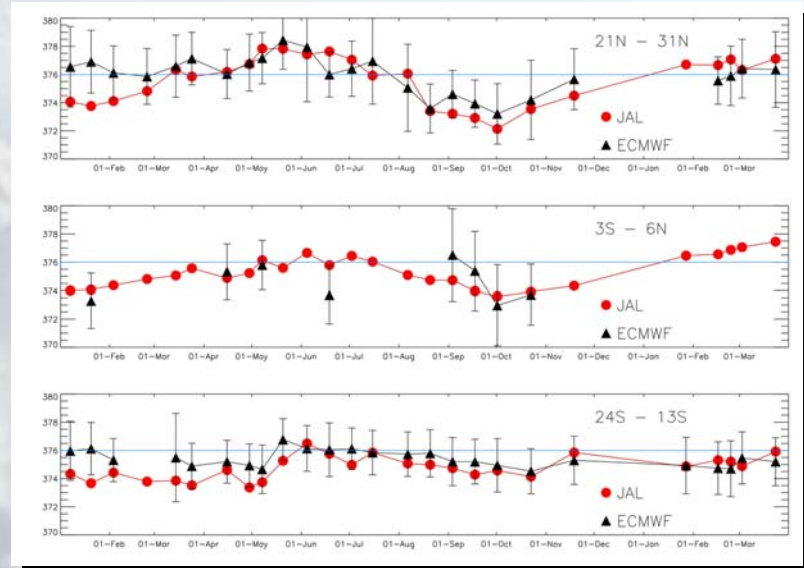 380
378
376
374
372
370
21N - 31N
JAL
ECMWF
01-Feb 01-Mar 01-Apr 01-May 01-Jun 01-Jul 01-Aug 01-Sep 01-Oct 01-Nov 01-Dec 01-Jan 01-Feb 01-Mar
380
378
376
374
372
370
3S - 6N
JAL
ECMWF
01-Feb 01-Mar 01-Apr 01-May 01-Jun 01-Jul 01-Aug 01-Sep 01-Oct 01-Nov 01-Dec 01-Jan 01-Feb 01-Mar
380
378
376
374
372
370
24S - 13S
JAL
ECMWF
01-Feb 01-Mar 01-Apr 01-May 01-Jun 01-Jul 01-Aug 01-Sep 01-Oct 01-Nov 01-Dec 01-Jan 01-Feb 01-Mar